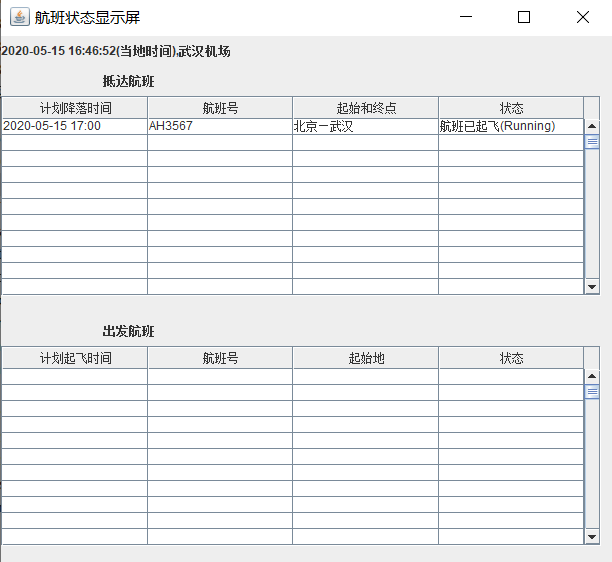 航班状态显示屏
2020-05-15 16:46:52(当地时间),武汉机场
抵达航班
计划降落时间 航班号 起始和终点 状态
2020-05-15 17:00 AH3567 北京－武汉 航班已起飞(Running)
出发航班
计划起飞时间 航班号 起始地 状态